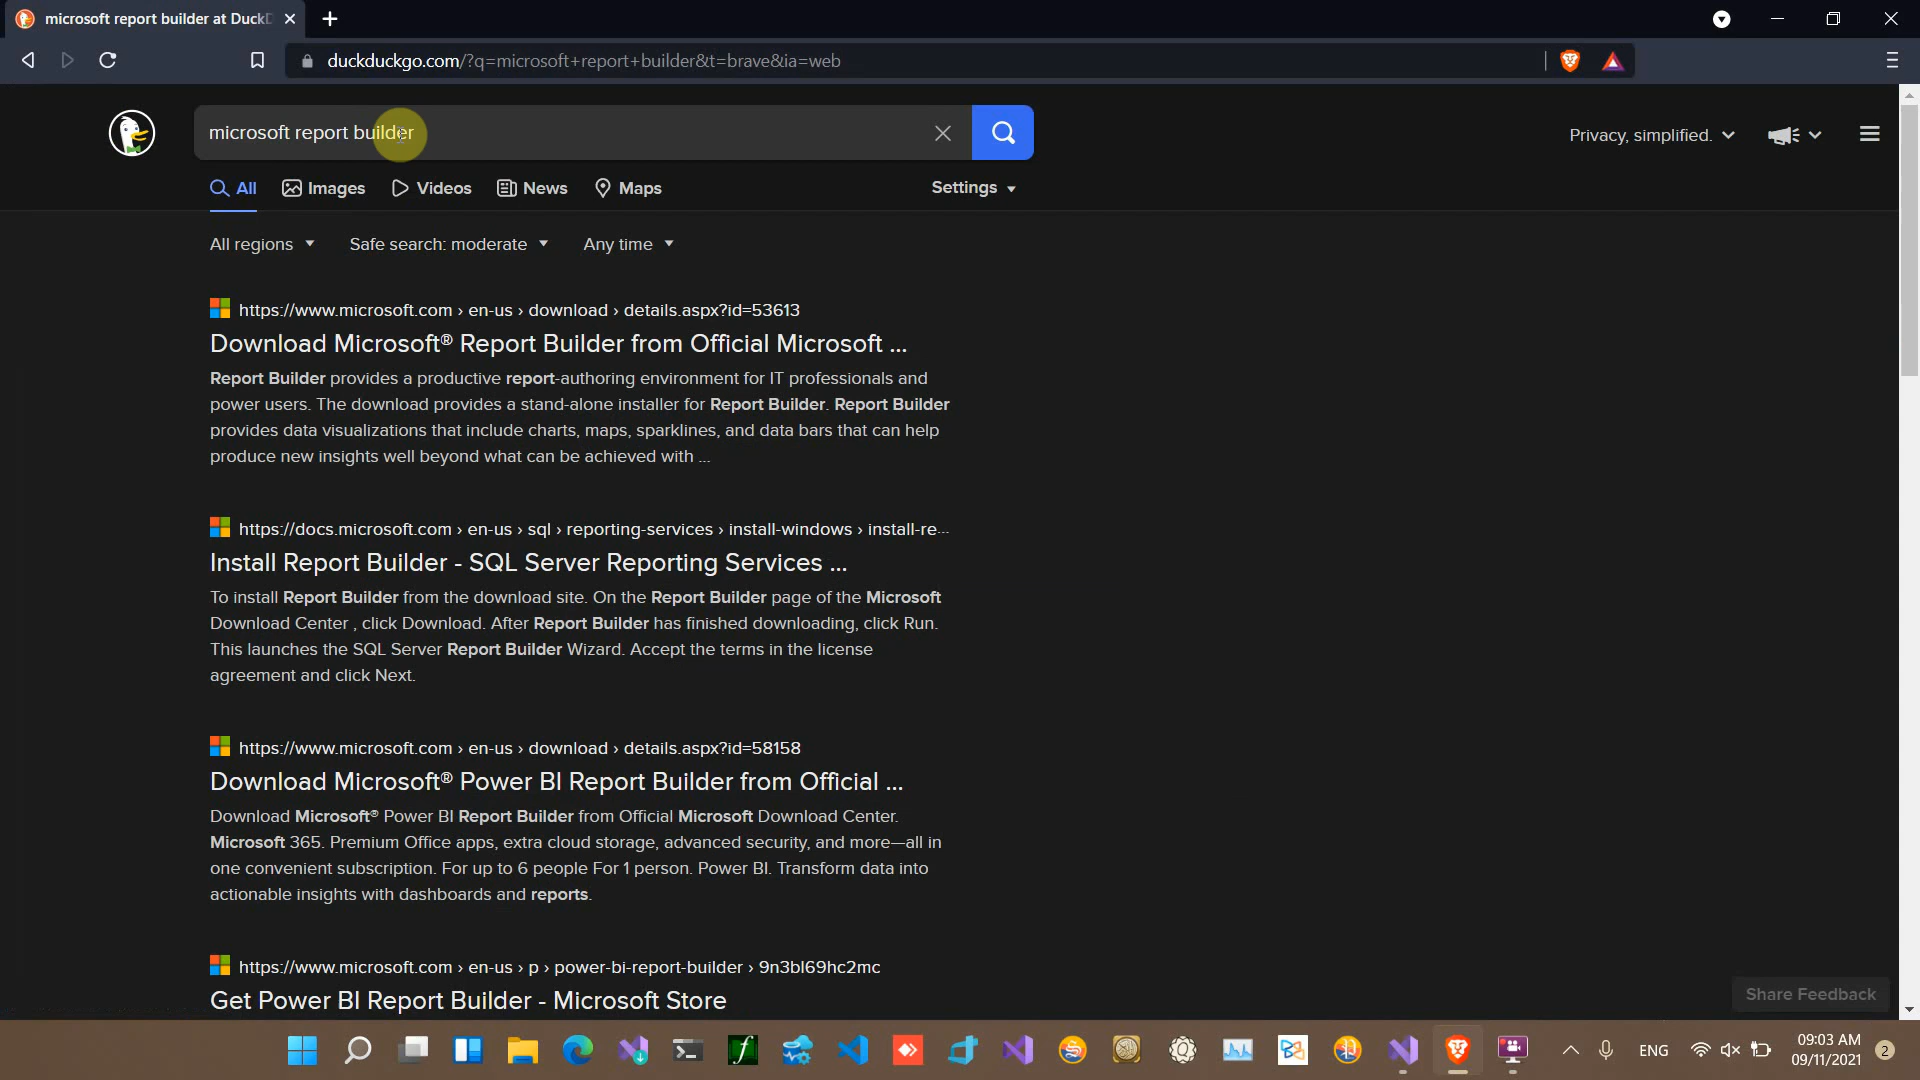 microsoft report builder at Duck
duckduckgo.com/?q=microsoft+report+builder&t=brave&ia=web
microsoft report builder
Privacy, simplified.
All Images Videos News Maps Settings
All regions Safe search: moderate Any time
https://www.microsoft.com › en-us › download › details.aspx?id=53613
Download Microsoft® Report Builder from Official Microsoft ...
Report Builder provides a productive report-authoring environment for IT professionals and
power users. The download provides a stand-alone installer for Report Builder. Report Builder
provides data visualizations that include charts, maps, sparklines, and data bars that can help
produce new insights well beyond what can be achieved with ...
https://docs.microsoft.com › en-us › sql › reporting-services › install-windows › install-re...
Install Report Builder - SQL Server Reporting Services ...
To install Report Builder from the download site. On the Report Builder page of the Microsoft
Download Center , click Download. After Report Builder has finished downloading, click Run.
This launches the SQL Server Report Builder Wizard. Accept the terms in the license
agreement and click Next.
https://www.microsoft.com › en-us › download › details.aspx?id=58158
Download Microsoft® Power BI Report Builder from Official ...
Download Microsoft® Power BI Report Builder from Official Microsoft Download Center.
Microsoft 365. Premium Office apps, extra cloud storage, advanced security, and more—all in
one convenient subscription. For up to 6 people For 1 person. Power BI. Transform data into
actionable insights with dashboards and reports.
https://www.microsoft.com › en-us › p › power-bi-report-builder › 9n3bl69hc2mc
Get Power BI Report Builder - Microsoft Store
Share Feedback
ENG
09:03 AM
09/11/2021
2